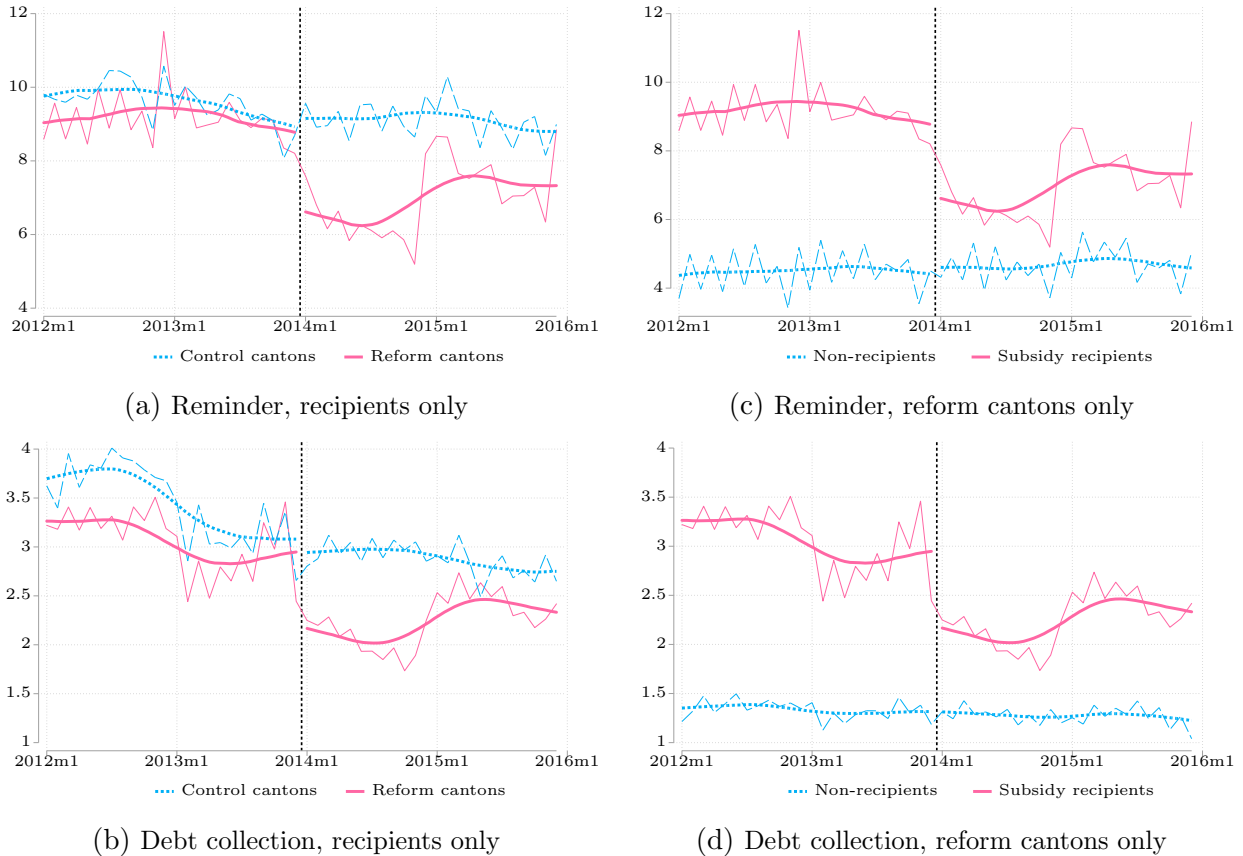 12
10
8
6
4
2012m1 2013m1 2014m1 2015m1 2016m1
Control cantons Reform cantons
(a) Reminder, recipients only
12
10
8
6
4
2012m1 2013m1 2014m1 2015m1 2016m1
Non-recipients Subsidy recipients
(c) Reminder, reform cantons only
4
3.5
3
2.5
2
1.5
1
2012m1 2013m1 2014m1 2015m1 2016m1
Control cantons Reform cantons
(b) Debt collection, recipients only
4
3.5
3
2.5
2
1.5
1
2012m1 2013m1 2014m1 2015m1 2016m1
Non-recipients Subsidy recipients
(d) Debt collection, reform cantons only